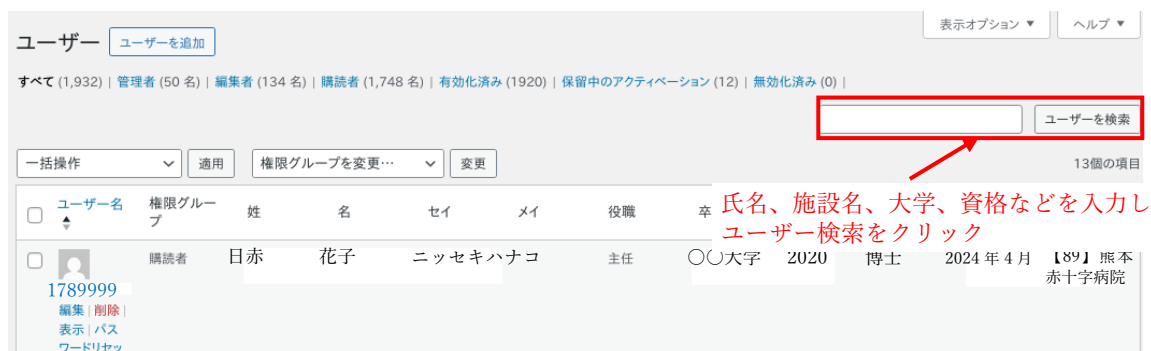 表示オプション ▼ ヘルプ ▼
ユーザー ユーザーを追加
すべて (1,932) | 管理者 (50 名) | 編集者 (134 名) | 購読者 (1,748 名) | 有効化済み (1920) | 保留中のアクティベーション (12) | 無効化済み (0) |
ユーザーを検索
一括操作 適用 権限グループを変更… 変更 13個の項目
氏名、施設名、大学、資格などを入力し
ユーザー検索をクリック
ユーザー名 権限グルー
プ 姓 名 セイ メイ 役職 卒
購読者 日赤 花子 ニッセキハナコ 主任 〇〇大学 2020 博士 2024 年 4 月 【89】熊本
赤十字病院
1789999
編集 | 削除 |
表示 | パス
ワードリセッ